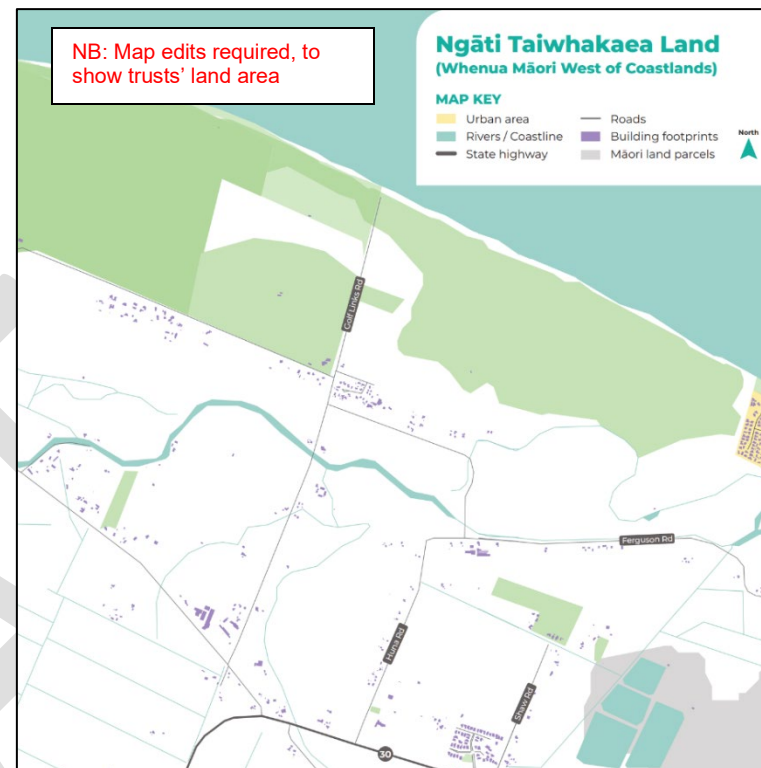 NB: Map edits required, to
show trusts’ land area
Ngāti Taiwhakaea Land
(Whenua Māori West of Coastlands)
MAP KEY
Urban area
Rivers / Coastline
State highway
Roads
Building footprints
Māori land parcels
North
Golf Links Rd
Ferguson Rd
Huna Rd
Shaw Rd
30